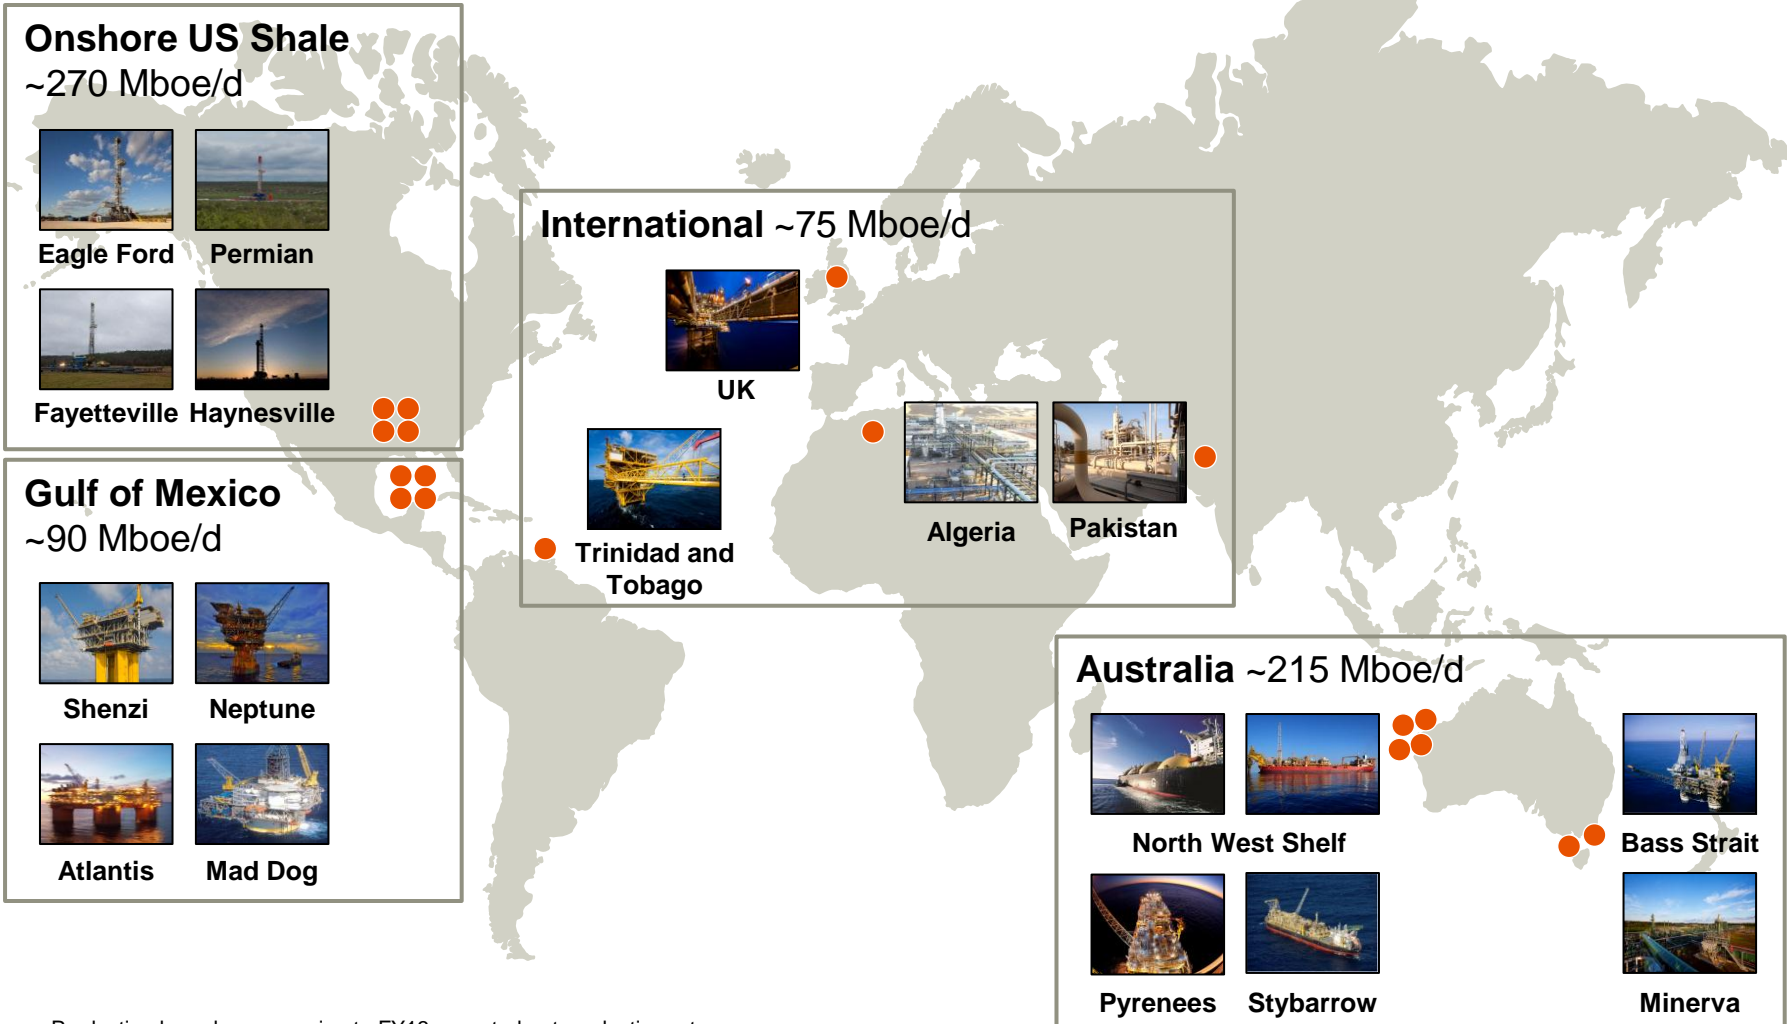 Onshore US Shale
~270 Mboe/d
Eagle Ford Permian
Fayetteville Haynesville
Gulf of Mexico
~90 Mboe/d
Shenzi Neptune
Atlantis Mad Dog
International ~75 Mboe/d
UK
Trinidad and
Tobago
Algeria
Pakistan
Australia ~215 Mboe/d
North West Shelf
Bass Strait
Pyrenees Stybarrow
Minerva